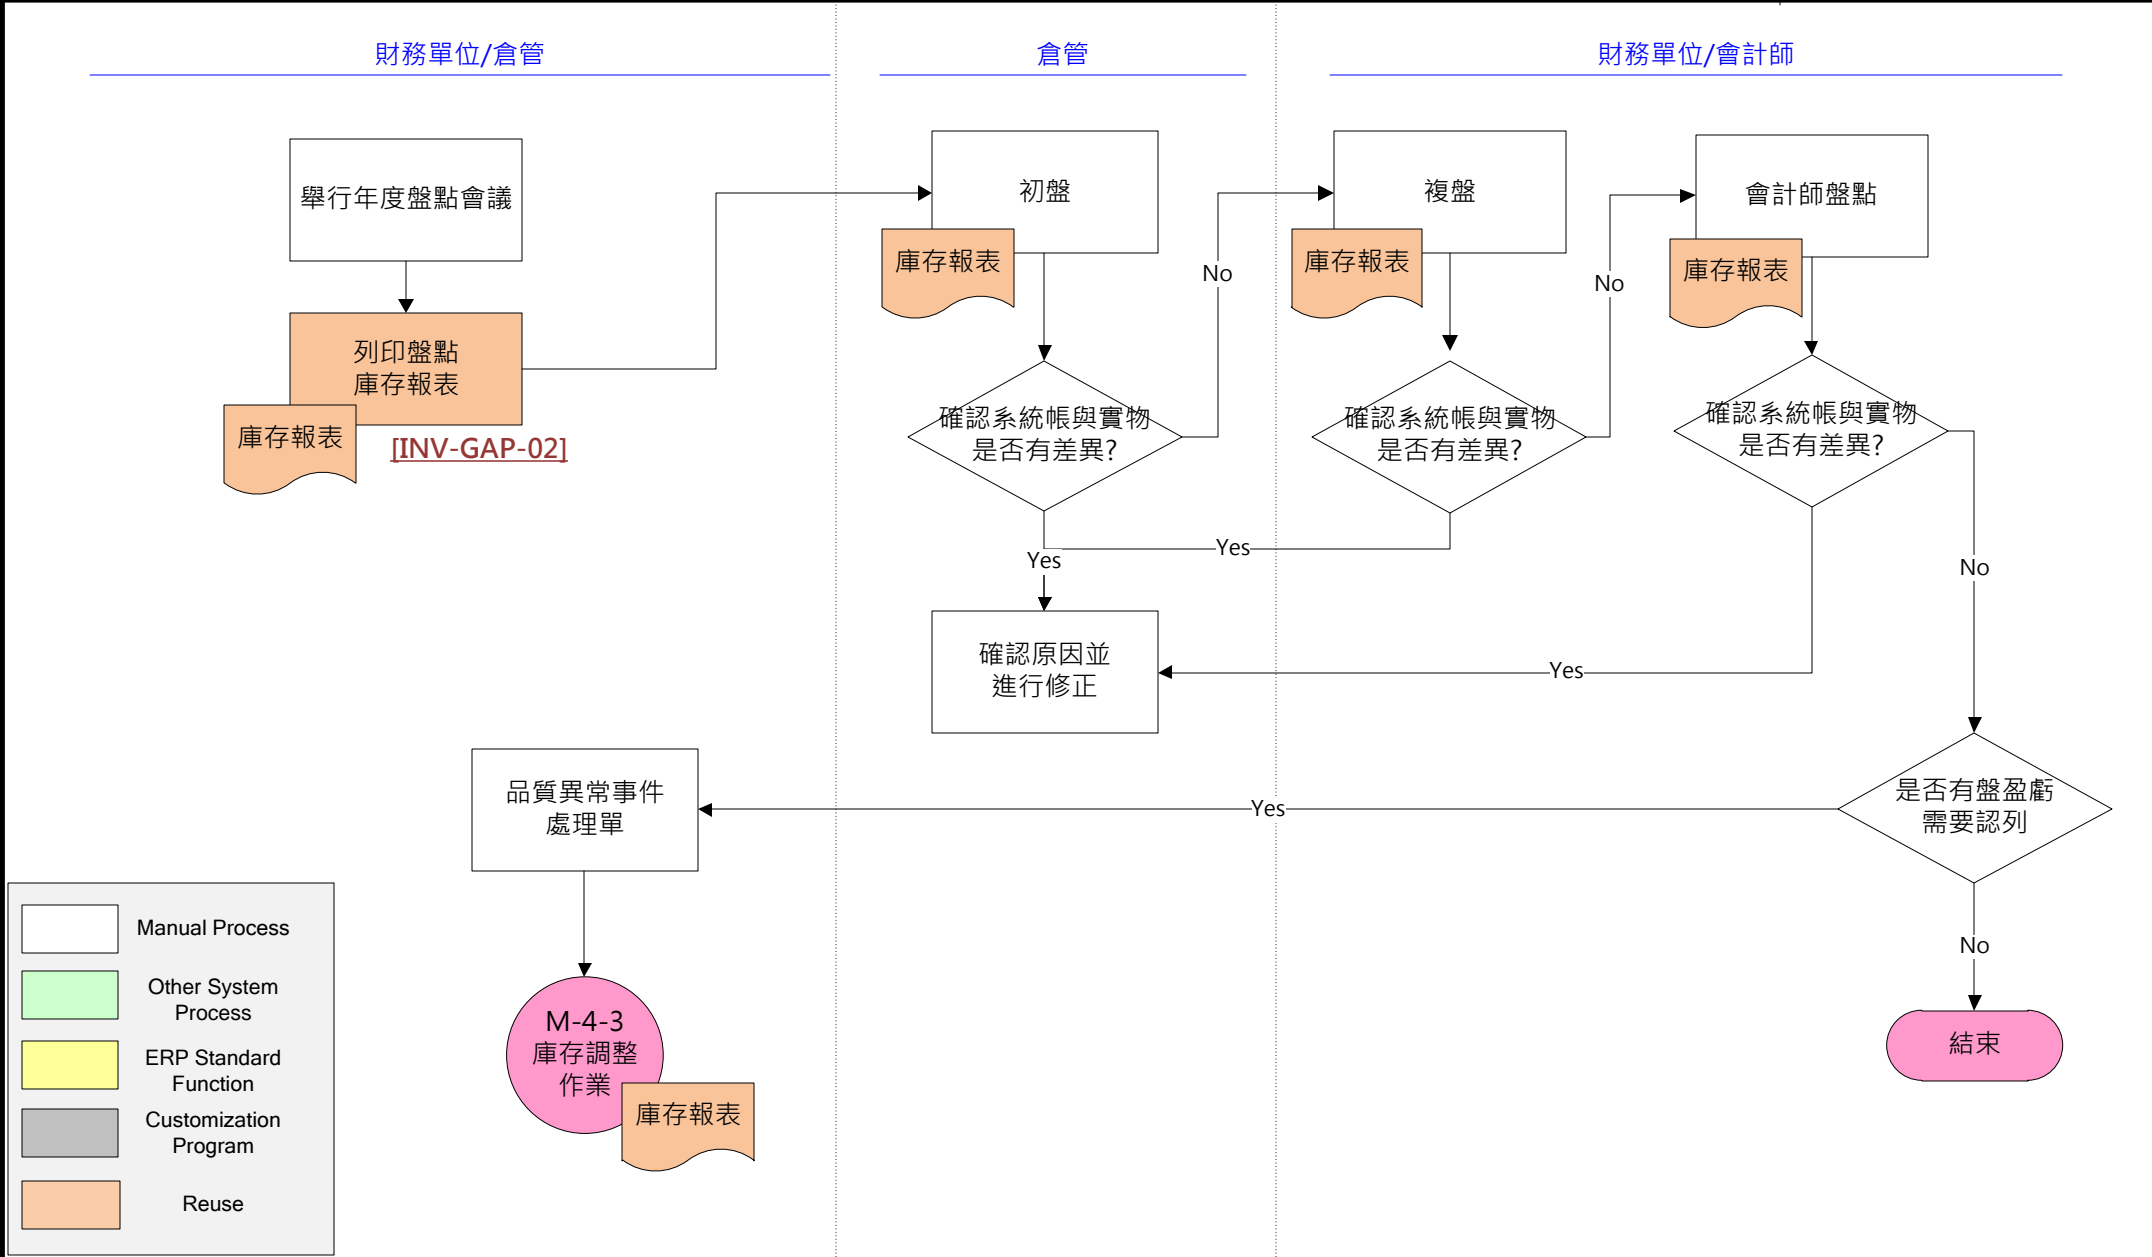 財務單位/倉管
倉管
財務單位/會計師
舉行年度盤點會議
列印盤點
庫存報表
庫存報表
[INV-GAP-02]
初盤
庫存報表
No
確認系統帳與實物
是否有差異?
Yes
複盤
庫存報表
No
確認系統帳與實物
是否有差異?
Yes
會計師盤點
庫存報表
確認系統帳與實物
是否有差異?
No
Yes
確認原因並
進行修正
是否有盤盈虧
需要認列
Yes
No
結束
品質異常事件
處理單
M-4-3
庫存調整
作業
庫存報表
Manual Process
Other System
Process
ERP Standard
Function
Customization
Program
Reuse